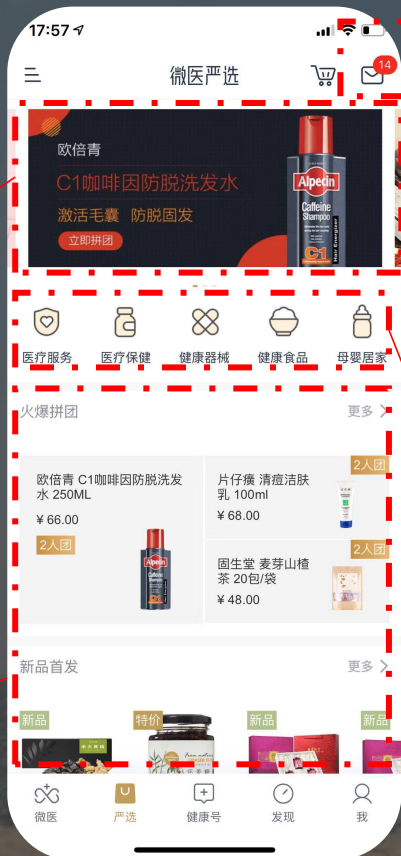 17:57
微医严选
14
欧倍青
C1咖啡因防脱洗发水
激活毛囊 防脱固发
立即拼团
Alpecin
Caffeine
Shampoo
Hair Energizer
C1
医疗服务 医疗保健 健康器械 健康食品 母婴居家
火爆拼团 更多
欧倍青 C1咖啡因防脱洗发
水 250ML
¥ 66.00
2人团
2人团
片仔癀 清痘洁肤
乳 100ml
¥ 68.00
2人团
固生堂 麦芽山楂
茶 20包/袋
¥ 48.00
新品首发 更多
新品 特价 新品 新品
微医 严选 健康号 发现 我